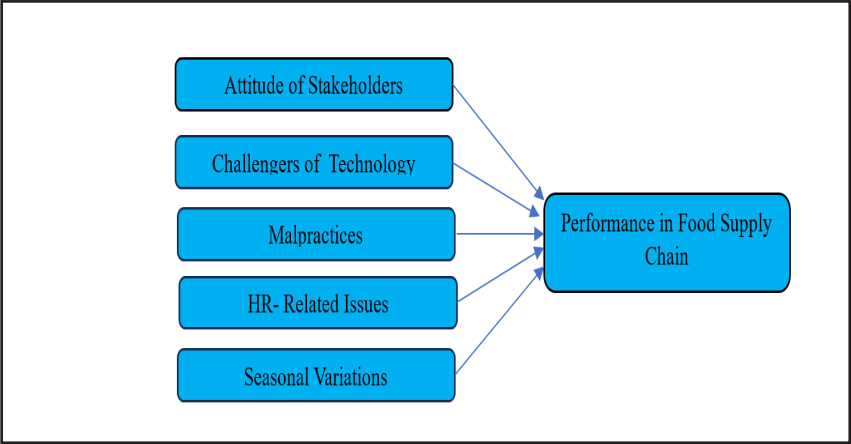 Attitude of Stakeholders
Challengers of Technology
Malpractices
HR- Related Issues
Seasonal Variations
Performance in Food Supply
Chain